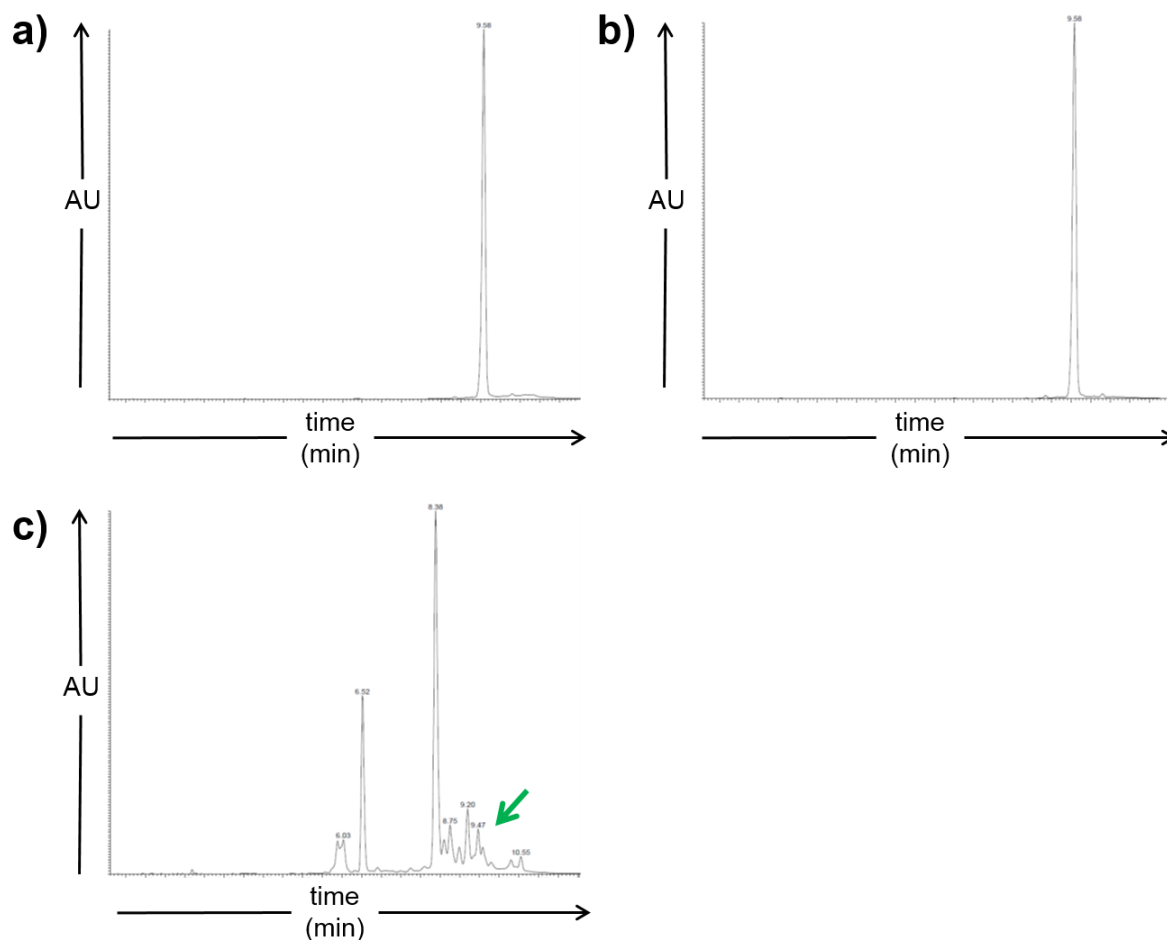 a)
9.58
AU
time
(min)
b)
9.58
AU
time
(min)
c)
8.38
6.52
9.20
8.75
9.47
6.03
10.55
AU
time
(min)